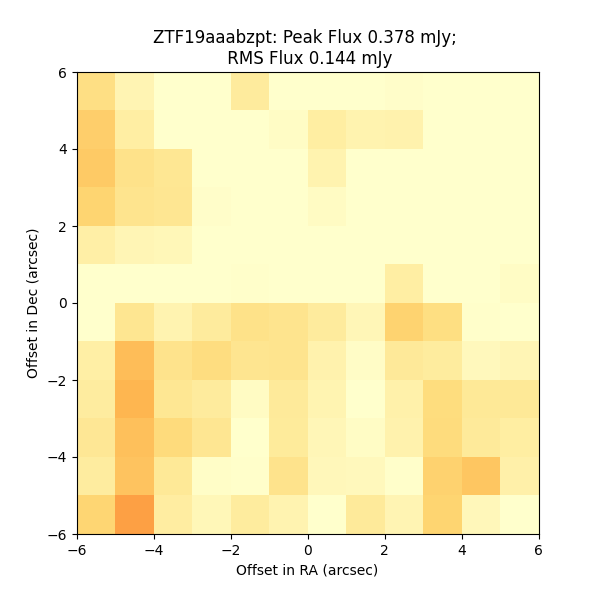 ZTF19aaabzpt: Peak Flux 0.378 mJy;
RMS Flux 0.144 mJy
6
4
2
0
−2
−4
−6
Offset in Dec (arcsec)
−6 −4 −2 0 2 4 6
Offset in RA (arcsec)